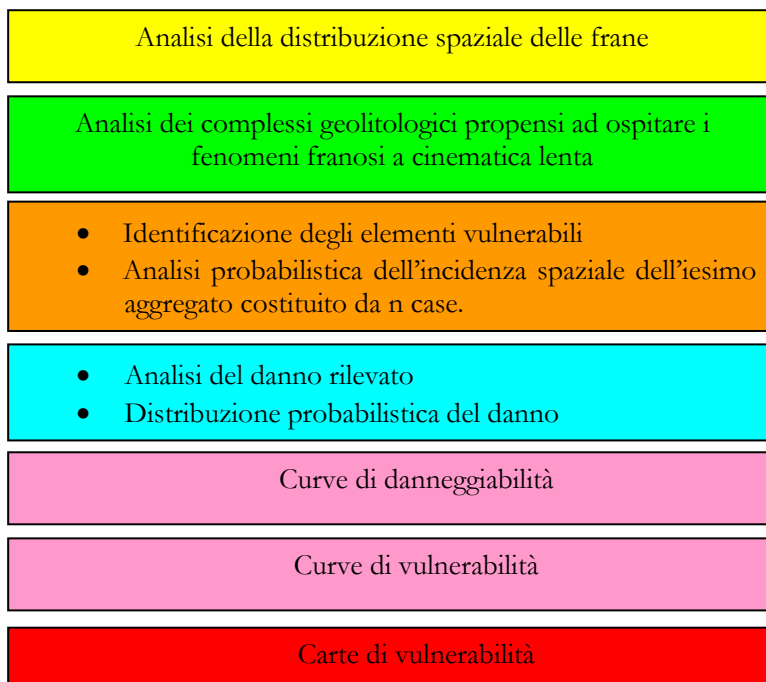 Analisi della distribuzione spaziale delle frane
Analisi dei complessi geolitologici propensi ad ospitare i
fenomeni franosi a cinematica lenta
• Identificazione degli elementi vulnerabili
• Analisi probabilistica dell'incidenza spaziale dell'iesimo
aggregato costituito da n case.
• Analisi del danno rilevato
• Distribuzione probabilistica del danno
Curve di danneggiabilità
Curve di vulnerabilità
Carte di vulnerabilità